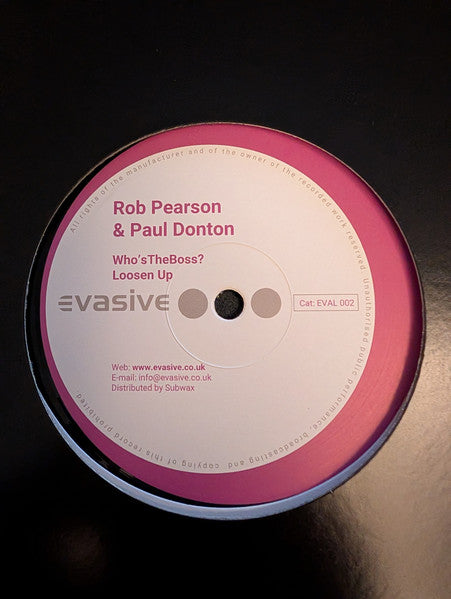 All rights of the manufacturer and of the owner of the recorded work reserved. Unauthorised public performance, broadcasting and copying of this record prohibited
Rob Pearson
& Paul Donton
Who'sTheBoss?
Loosen Up
evasive
Cat: EVAL 002
Web: www.evasive.co.uk
E-mail: info@evasive.co.uk
Distributed by Subwax